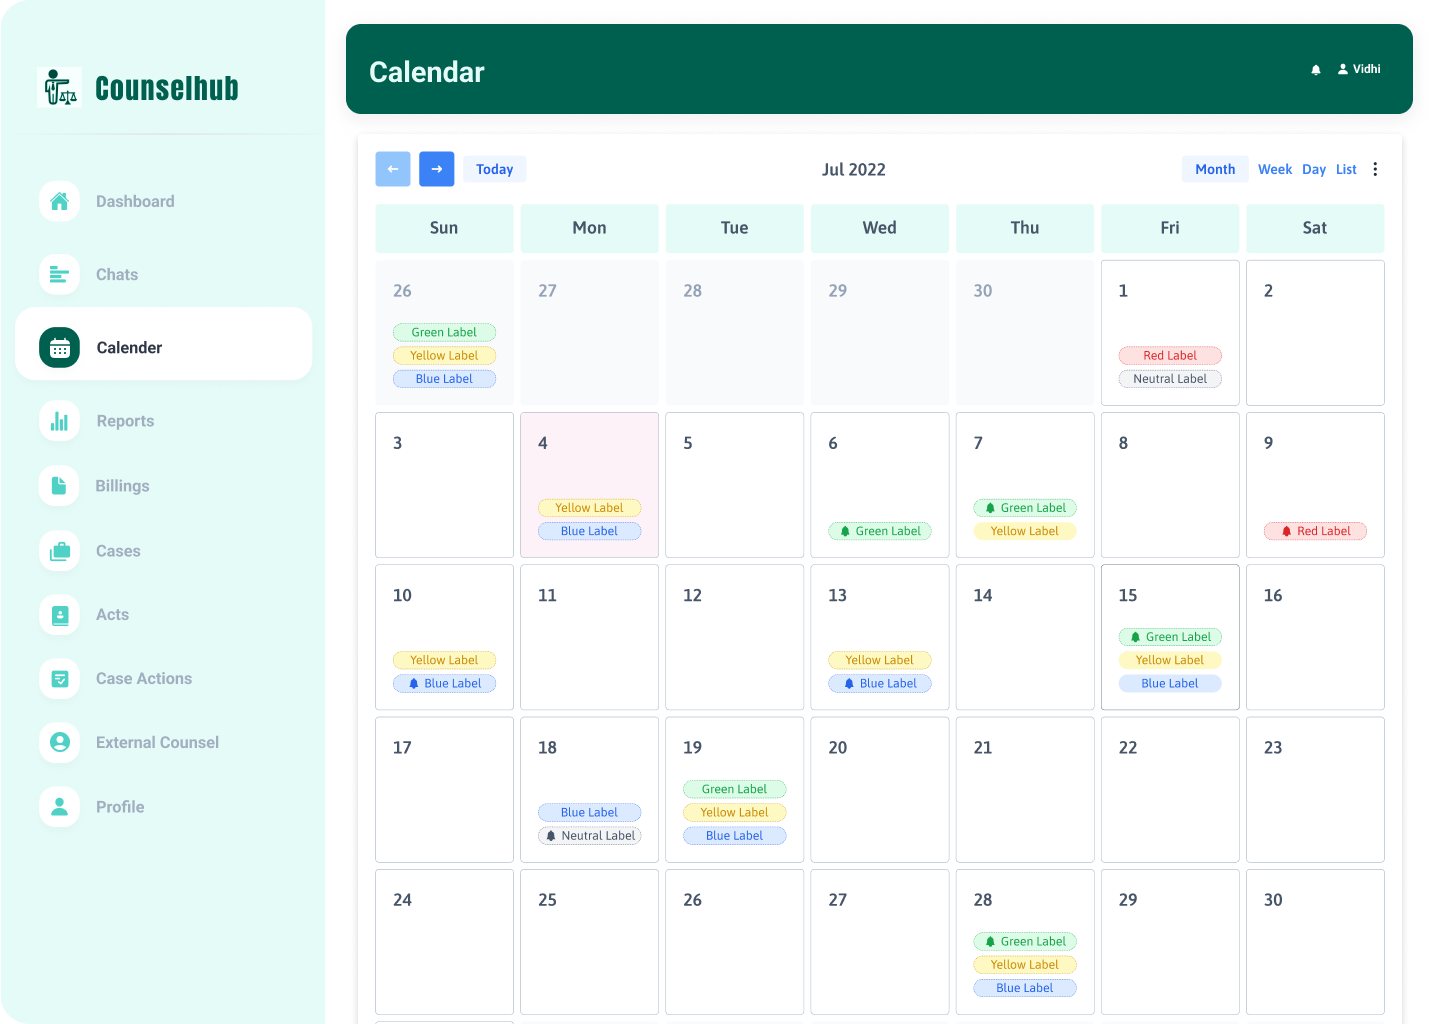 Counselhub
Dashboard
Chats
Calender
Reports
Billings
Cases
Acts
Case Actions
External Counsel
Profile
Calendar
Vidhi
Today
Jul 2022
Month Week Day List
Sun Mon Tue Wed Thu Fri Sat
26 27 28 29 30 1 2
Green Label
Yellow Label Red Label
Blue Label Neutral Label
3 4 5 6 7 8 9
Yellow Label Green Label
Blue Label Green Label Yellow Label Red Label
10 11 12 13 14 15 16
Green Label
Yellow Label Yellow Label Yellow Label
Blue Label Blue Label Blue Label
17 18 19 20 21 22 23
Green Label
Blue Label Yellow Label
Neutral Label Blue Label
24 25 26 27 28 29 30
Green Label
Yellow Label
Blue Label